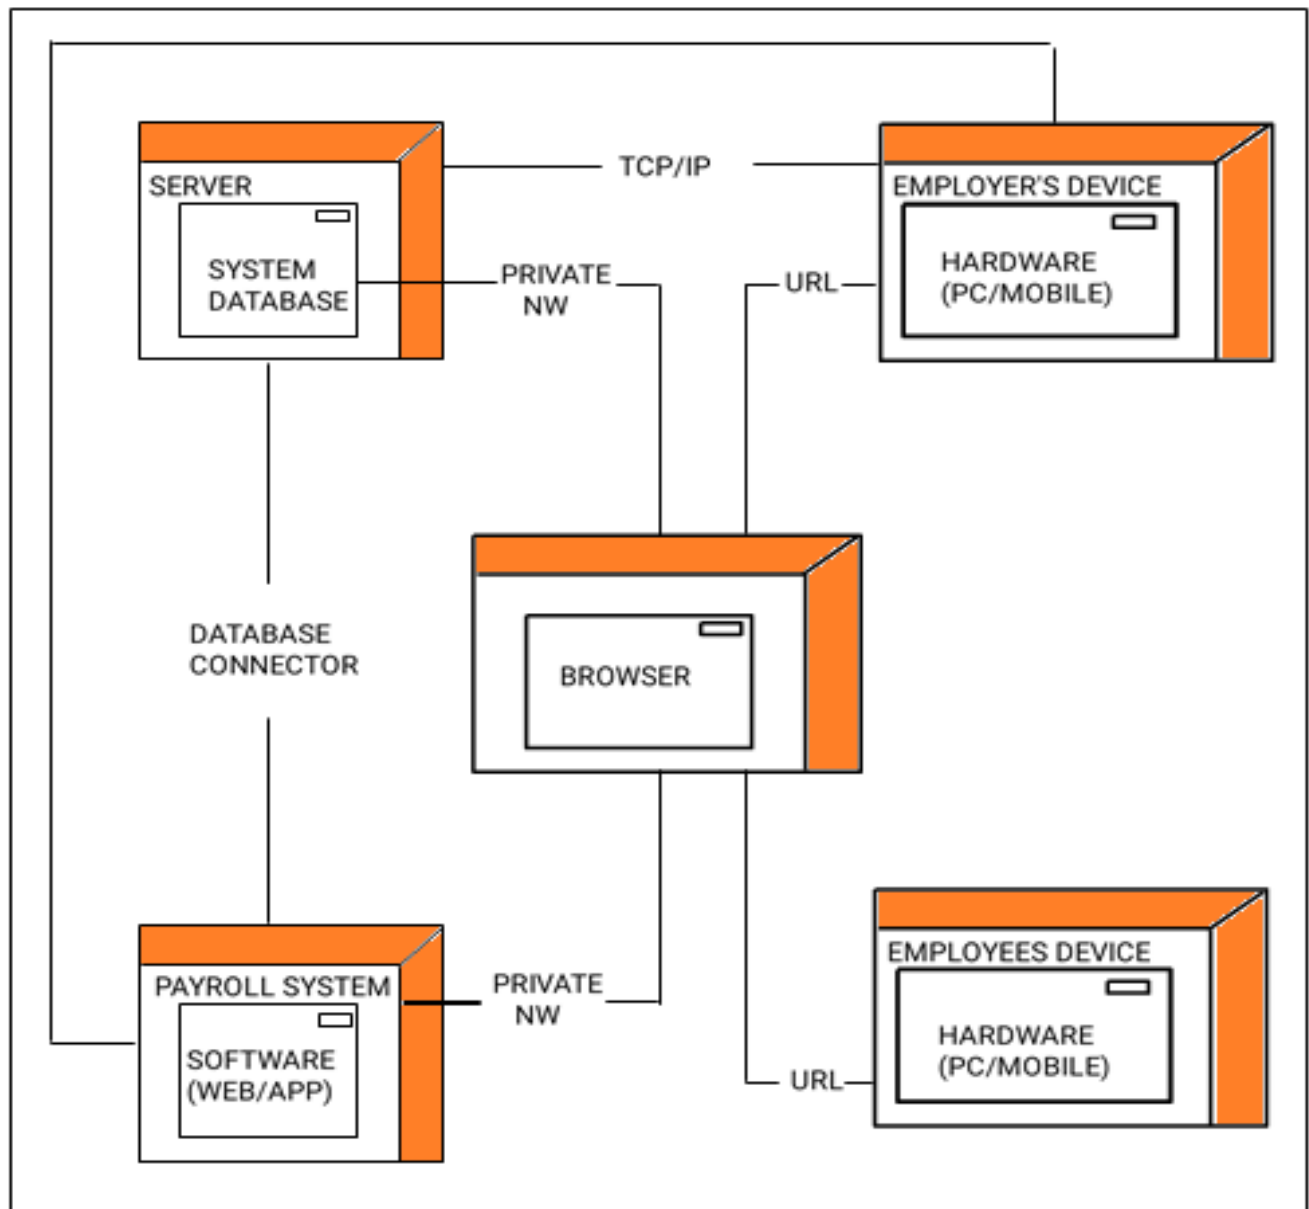 SERVER
SYSTEM
DATABASE
PRIVATE
NW
TCP/IP
EMPLOYER'S DEVICE
HARDWARE
(PC/MOBILE)
URL
DATABASE
CONNECTOR
BROWSER
PAYROLL SYSTEM
SOFTWARE
(WEB/APP)
PRIVATE
NW
EMPLOYEES DEVICE
HARDWARE
(PC/MOBILE)
URL